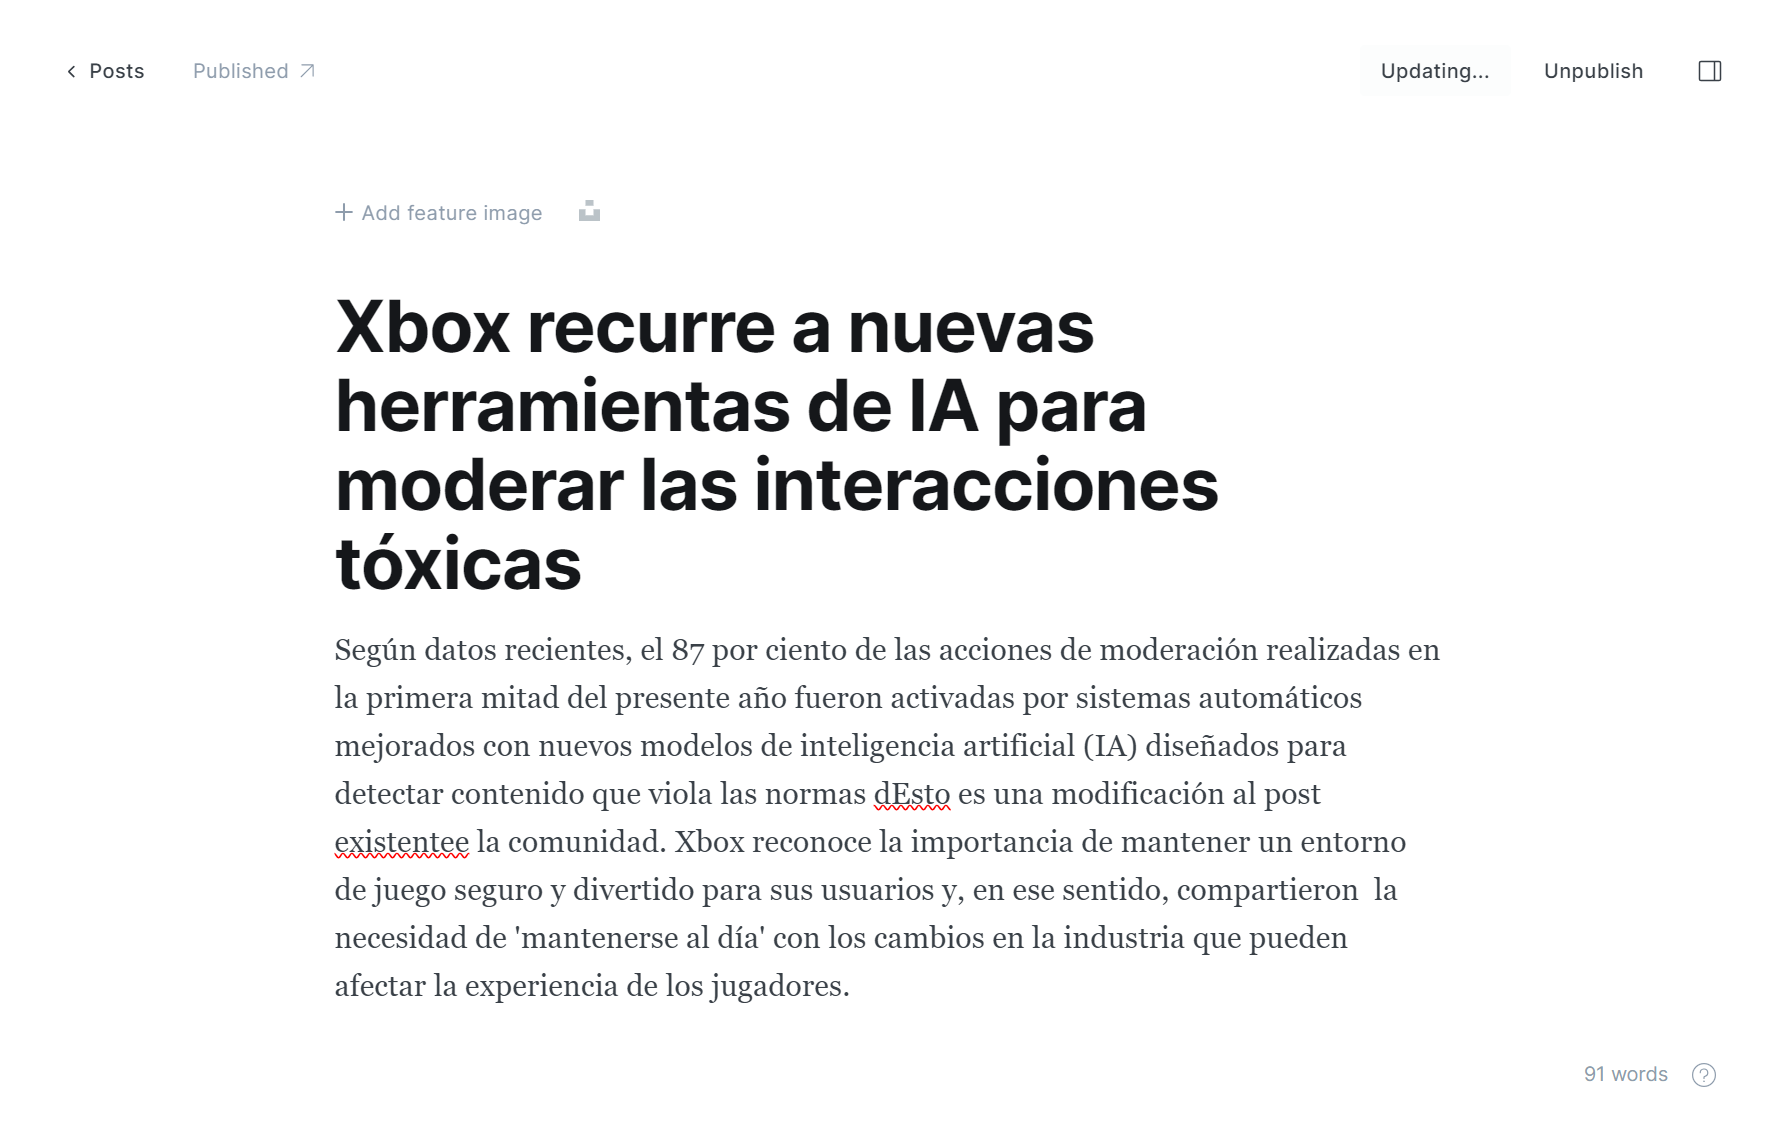 Posts
Published
Updating...
Unpublish
Add feature image
Xbox recurre a nuevas
herramientas de IA para
moderar las interacciones
tóxicas
Según datos recientes, el 87 por ciento de las acciones de moderación realizadas en
la primera mitad del presente año fueron activadas por sistemas automáticos
mejorados con nuevos modelos de inteligencia artificial (IA) diseñados para
detectar contenido que viola las normas dEsto es una modificación al post
existentee la comunidad. Xbox reconoce la importancia de mantener un entorno
de juego seguro y divertido para sus usuarios y, en ese sentido, compartieron  la
necesidad de 'mantenerse al día' con los cambios en la industria que pueden
afectar la experiencia de los jugadores.
91 words
?